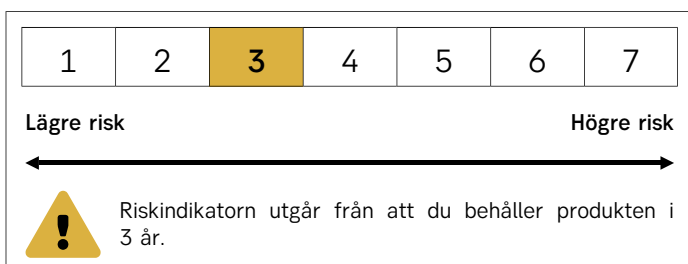 1 2 3 4 5 6 7
Lägre risk Högre risk
Riskindikatorn utgår från att du behåller produkten i
3 år.